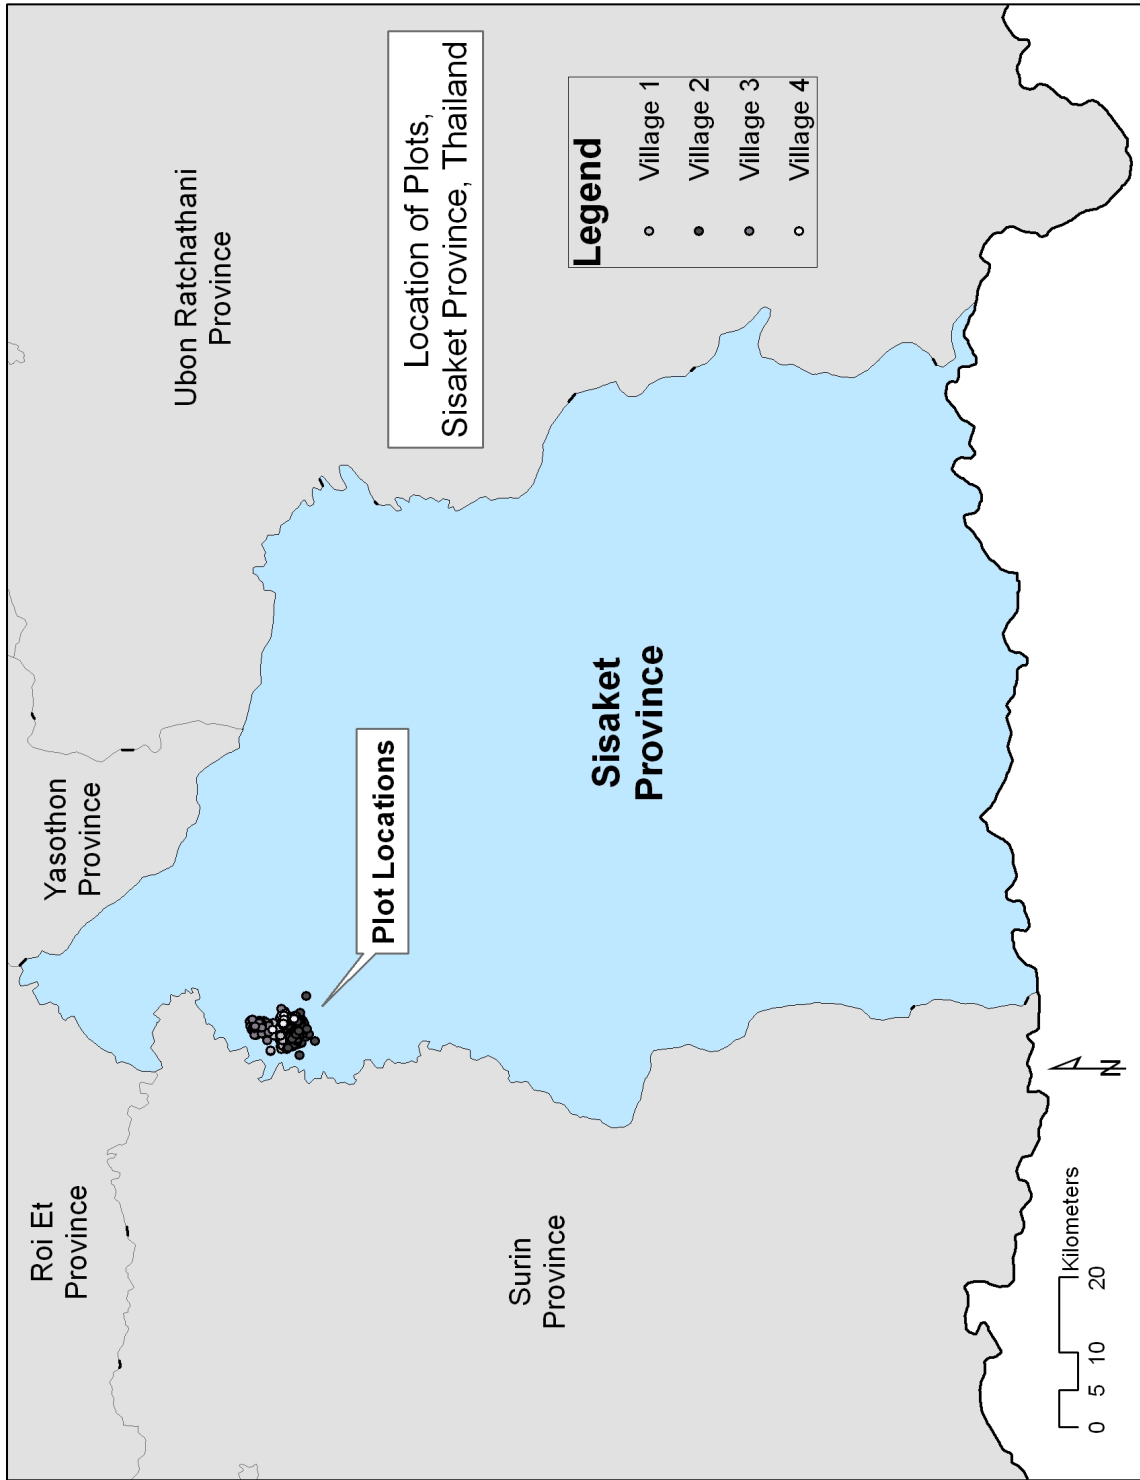 Roi Et
Province
Yasothon
Province
Ubon Ratchathani
Province
Location of Plots,
Sisaket Province, Thailand
Plot Locations
Legend
Village 1
Village 2
Village 3
Village 4
Surin
Province
Sisaket
Province
Kilometers
0 5 10 20
N